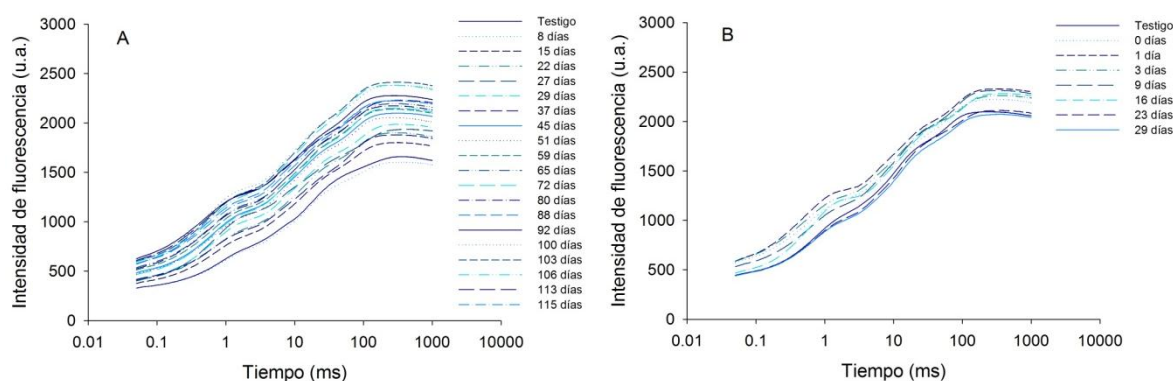 A
Intensidad de fluorescencia (u.a.)
3000
2500
2000
1500
1000
500
0
0.01 0.1 1 10 100 1000 10000
Tiempo (ms)
Testigo
8 días
15 días
22 días
27 días
29 días
37 días
45 días
51 días
59 días
65 días
72 días
80 días
88 días
92 días
100 días
103 días
106 días
113 días
115 días
B
Intensidad de fluorescencia (u.a.)
3000
2500
2000
1500
1000
500
0
0.01 0.1 1 10 100 1000 10000
Tiempo (ms)
Testigo
0 días
1 día
3 días
9 días
16 días
23 días
29 días